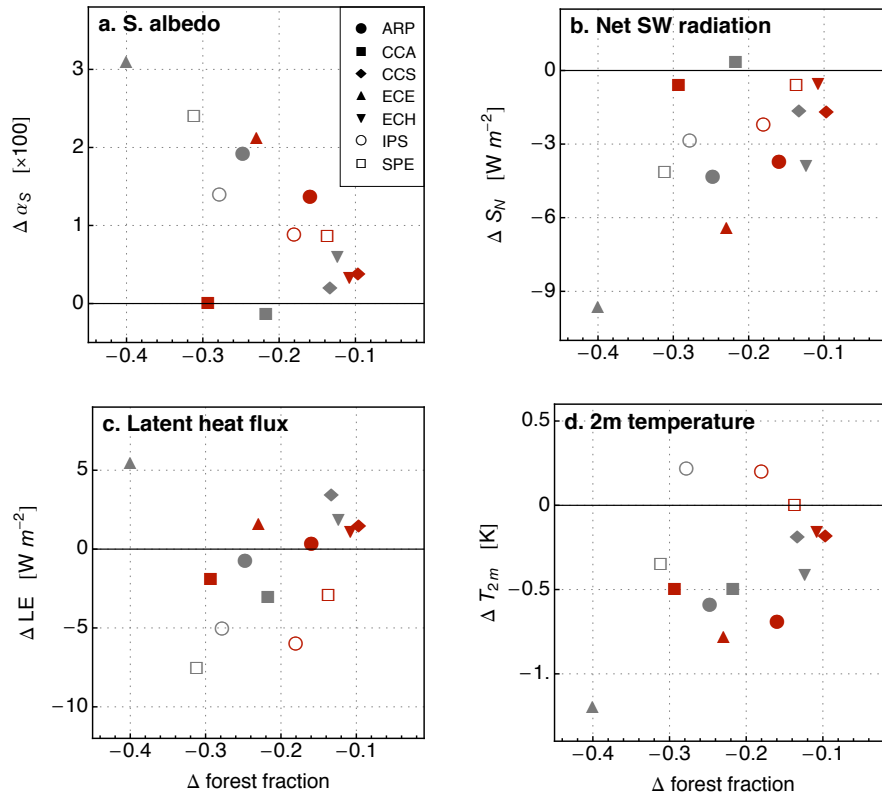 a. S. albedo
ARP
CCA
CCS
ECE
ECH
IPS
SPE
3
2
1
0
Δ α_S [×100]
−0.4 −0.3 −0.2 −0.1
b. Net SW radiation
0
−3
−6
−9
Δ S_N [W m⁻²]
−0.4 −0.3 −0.2 −0.1
c. Latent heat flux
5
0
−5
−10
Δ LE [W m⁻²]
−0.4 −0.3 −0.2 −0.1
Δ forest fraction
d. 2m temperature
0.5
0
−0.5
−1.
Δ T_{2m} [K]
−0.4 −0.3 −0.2 −0.1
Δ forest fraction